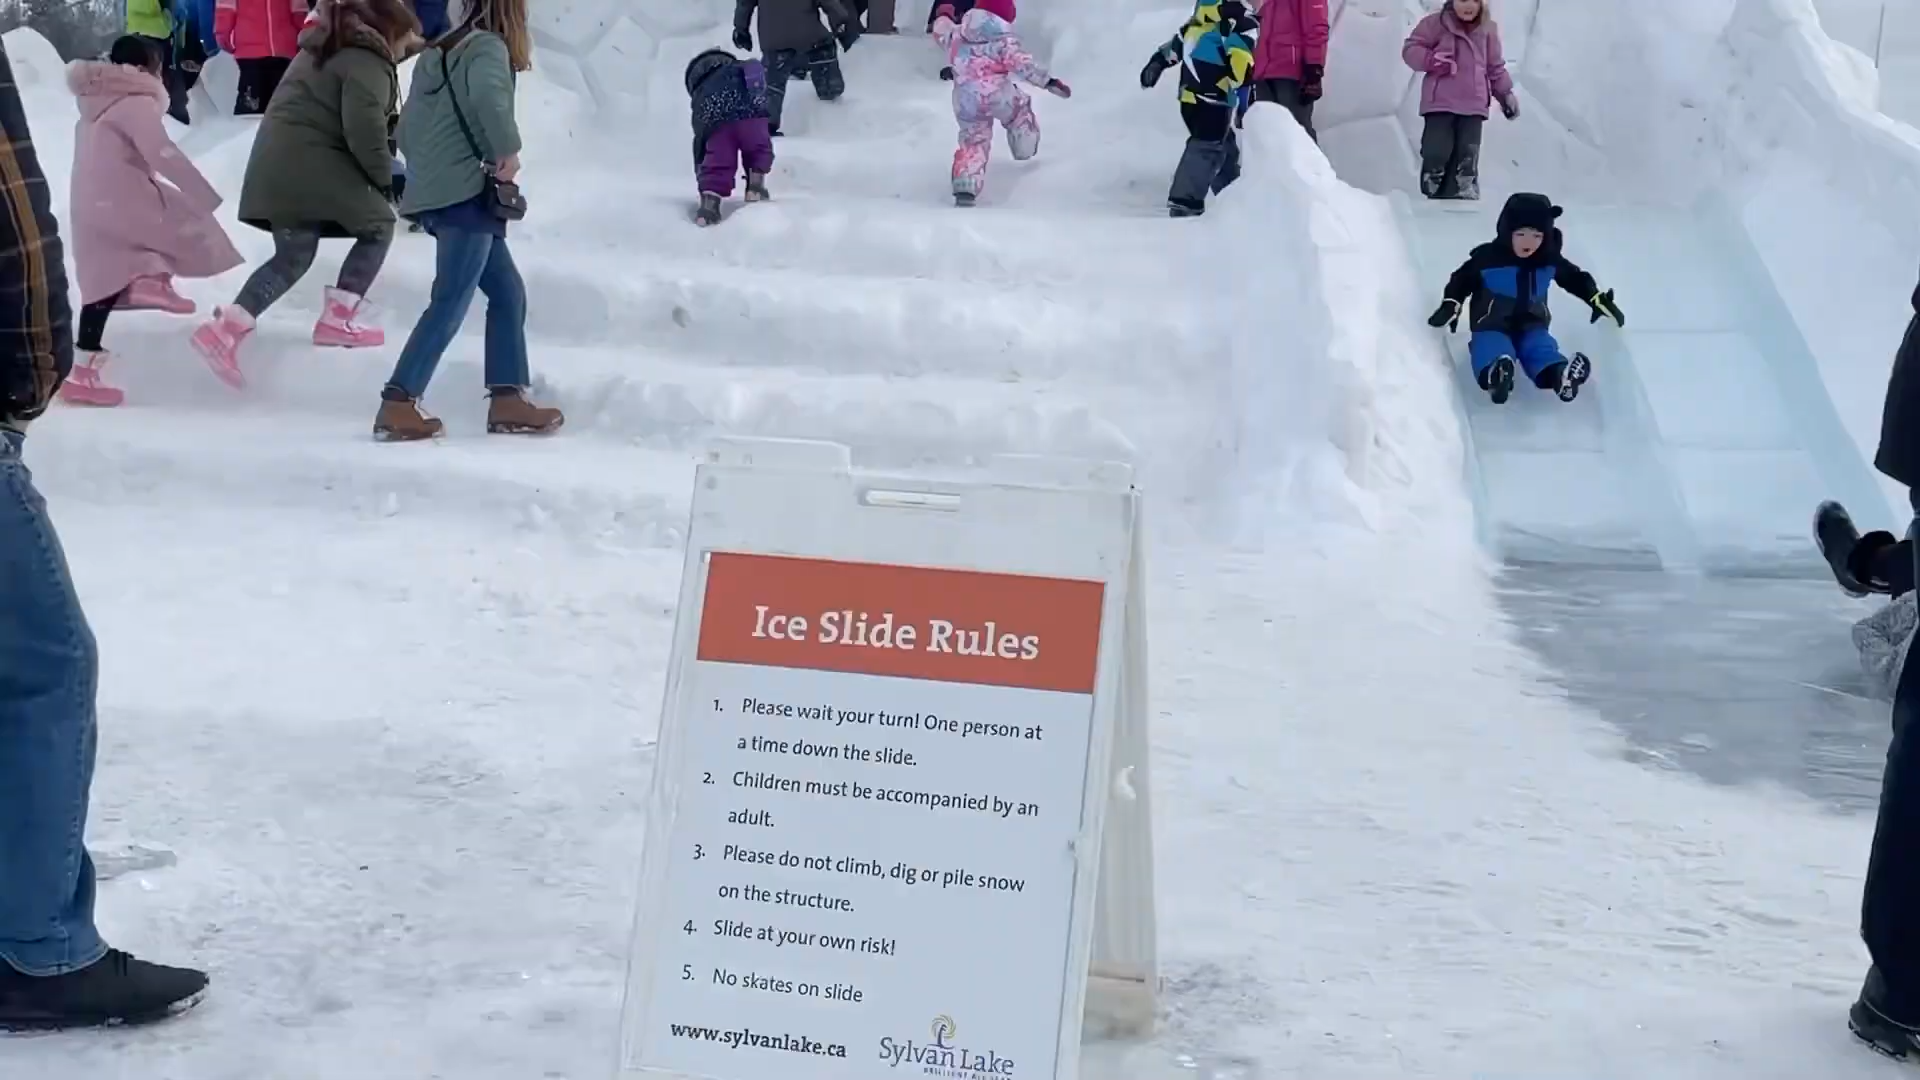 Ice Slide Rules
1. Please wait your turn! One person at
a time down the slide.
2. Children must be accompanied by an
adult.
3. Please do not climb, dig or pile snow
on the structure.
4. Slide at your own risk!
5. No skates on slide
www.sylvanlake.ca
Sylvan Lake